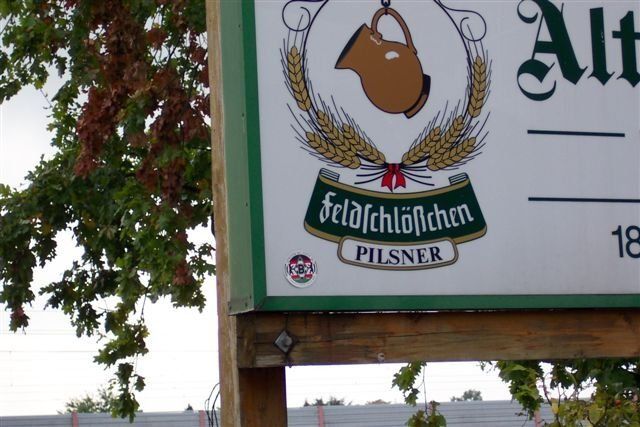 Alt
Feldschlößchen
PILSNER
18